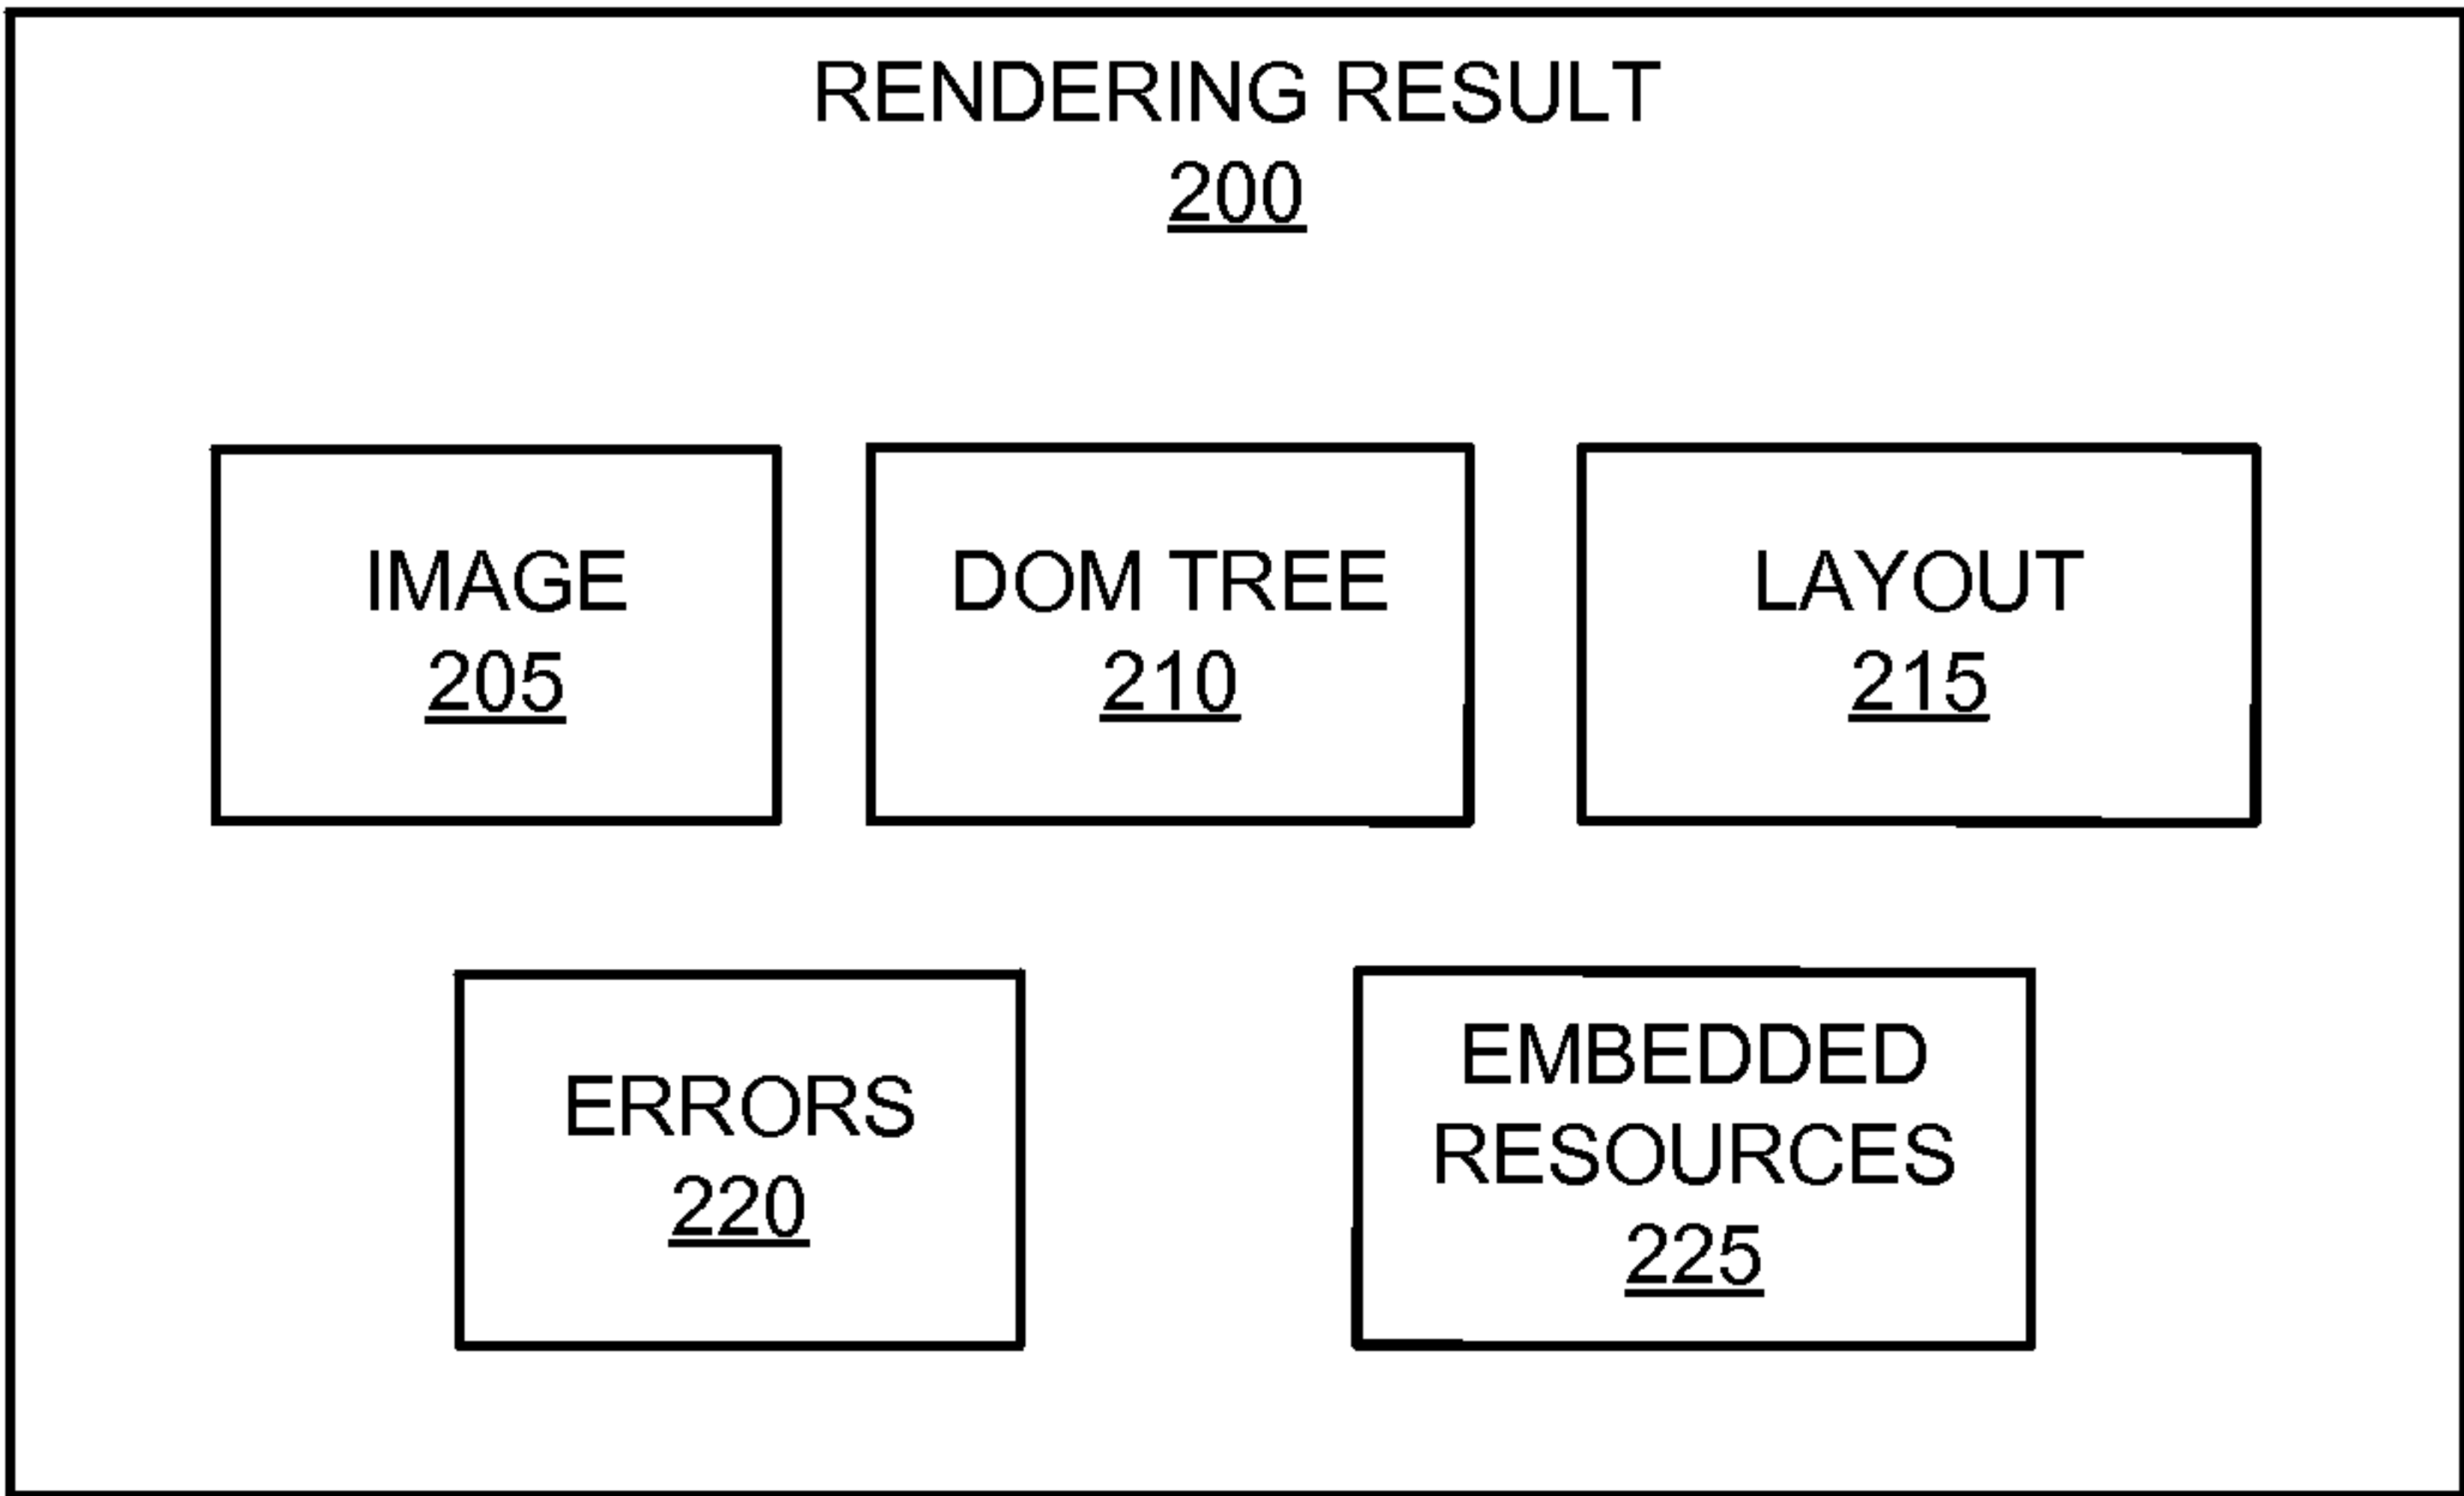 RENDERING RESULT
200
IMAGE
205
DOM TREE
210
LAYOUT
215
ERRORS
220
EMBEDDED
RESOURCES
225